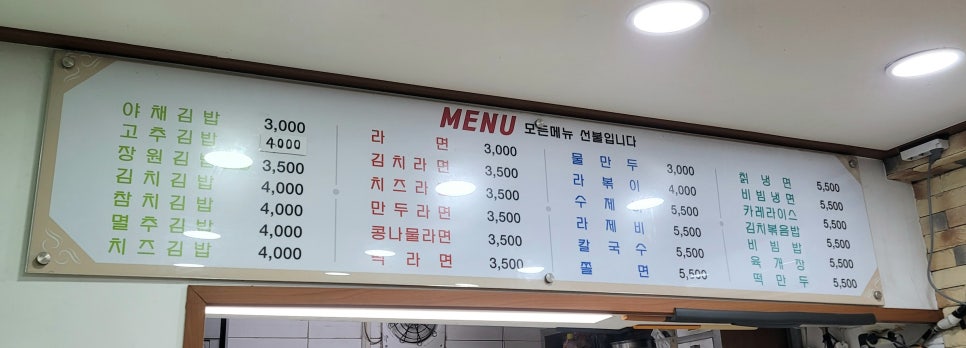 MENU 모든메뉴 선불입니다
야채김밥 3,000
고추김밥 4000
장원김밥 3,500
김치김밥 4,000
참치김밥 4,000
멸추김밥 4,000
치즈김밥 4,000
라면 3,000
김치라면 3,500
치즈라 3,500
만두라면 3,500
콩나물라면 3,500
라면 3,500
물만두 3,000
라볶이 4,000
수제비 5,500
라제비 5,500
칼국수 5,500
쫄면 5,500
칡냉면 5,500
비빔냉면 5,500
카레라이스 5,500
김치볶음밥 5,500
비빔밥 5,500
육개장 5,500
떡만두 5,500